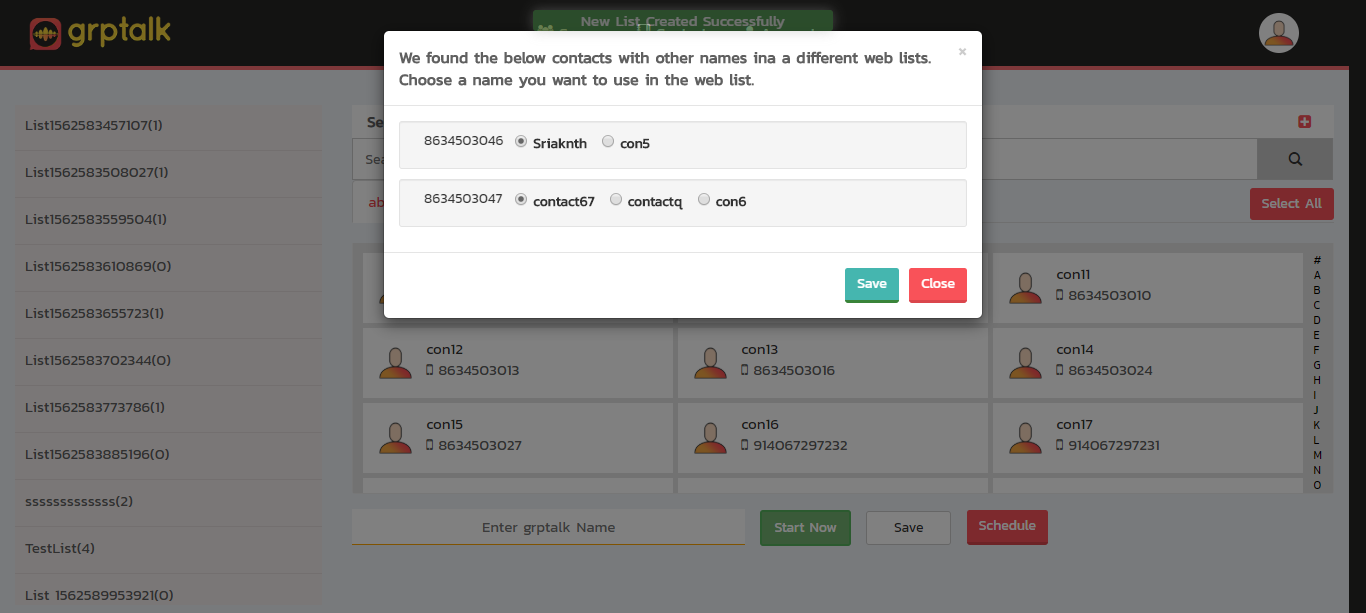 grptalk
New List Created Successfully
We found the below contacts with other names ina a different web lists.
Choose a name you want to use in the web list.
×
8634503046 Sriaknth con5
8634503047 contact67 contactq con6
Save Close
List1562583457107(1)
List1562583508027(1)
List1562583559504(1)
List1562583610869(0)
List1562583655723(1)
List1562583702344(0)
List1562583773786(1)
List1562583885196(0)
sssssssssssss(2)
TestList(4)
List 1562589953921(0)
Select All
con11
8634503010
con12
8634503013
con13
8634503016
con14
8634503024
con15
8634503027
con16
914067297232
con17
914067297231
#
A
B
C
D
E
F
G
H
I
J
K
L
M
N
O
Enter grptalk Name
Start Now
Save
Schedule